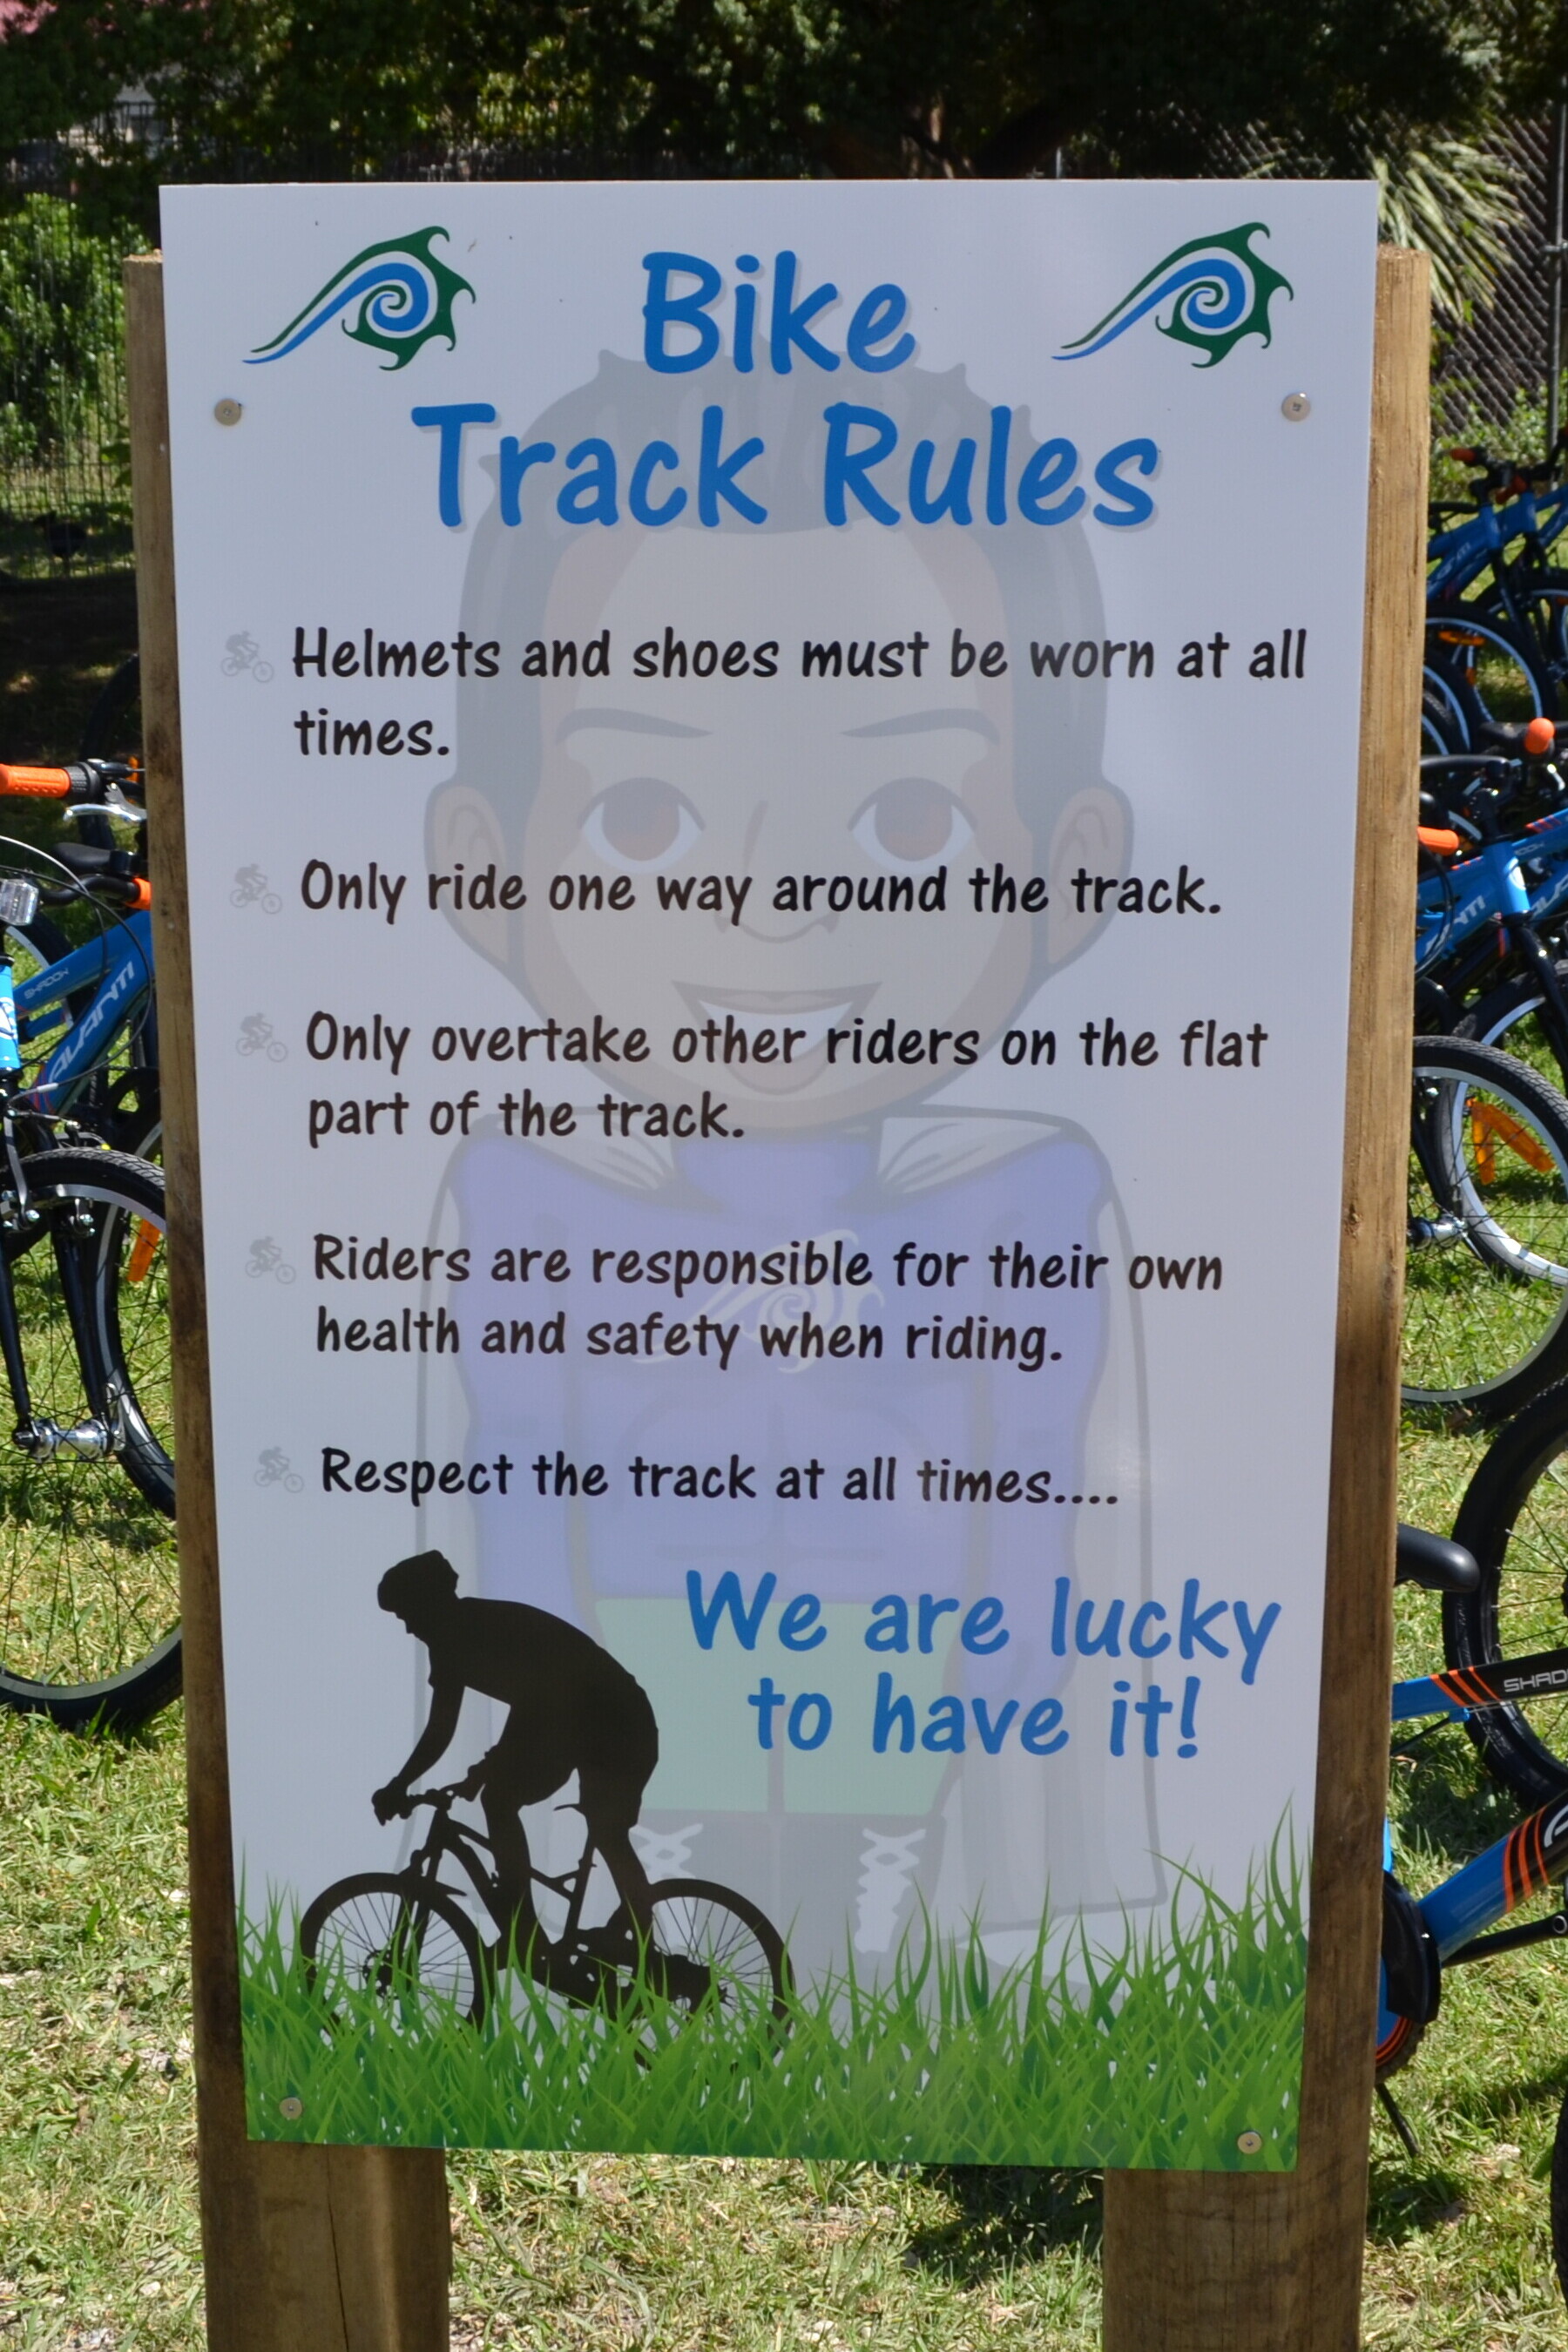 Bike
Track Rules
Helmets and shoes must be worn at all
times.
Only ride one way around the track.
Only overtake other riders on the flat
part of the track.
Riders are responsible for their own
health and safety when riding.
Respect the track at all times....
We are lucky
to have it!
SHADOW
AVANTI